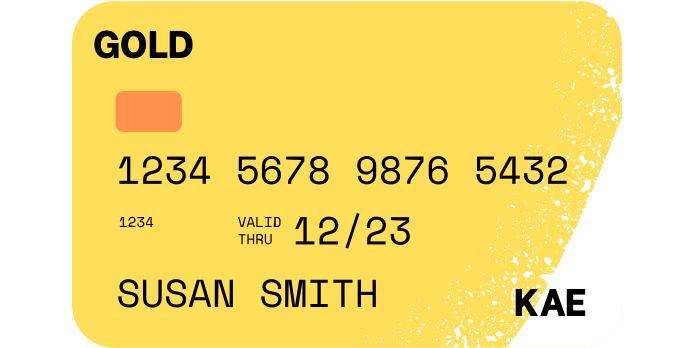 GOLD
1234 5678 9876 5432
1234
VALID THRU 12/23
SUSAN SMITH
KAE